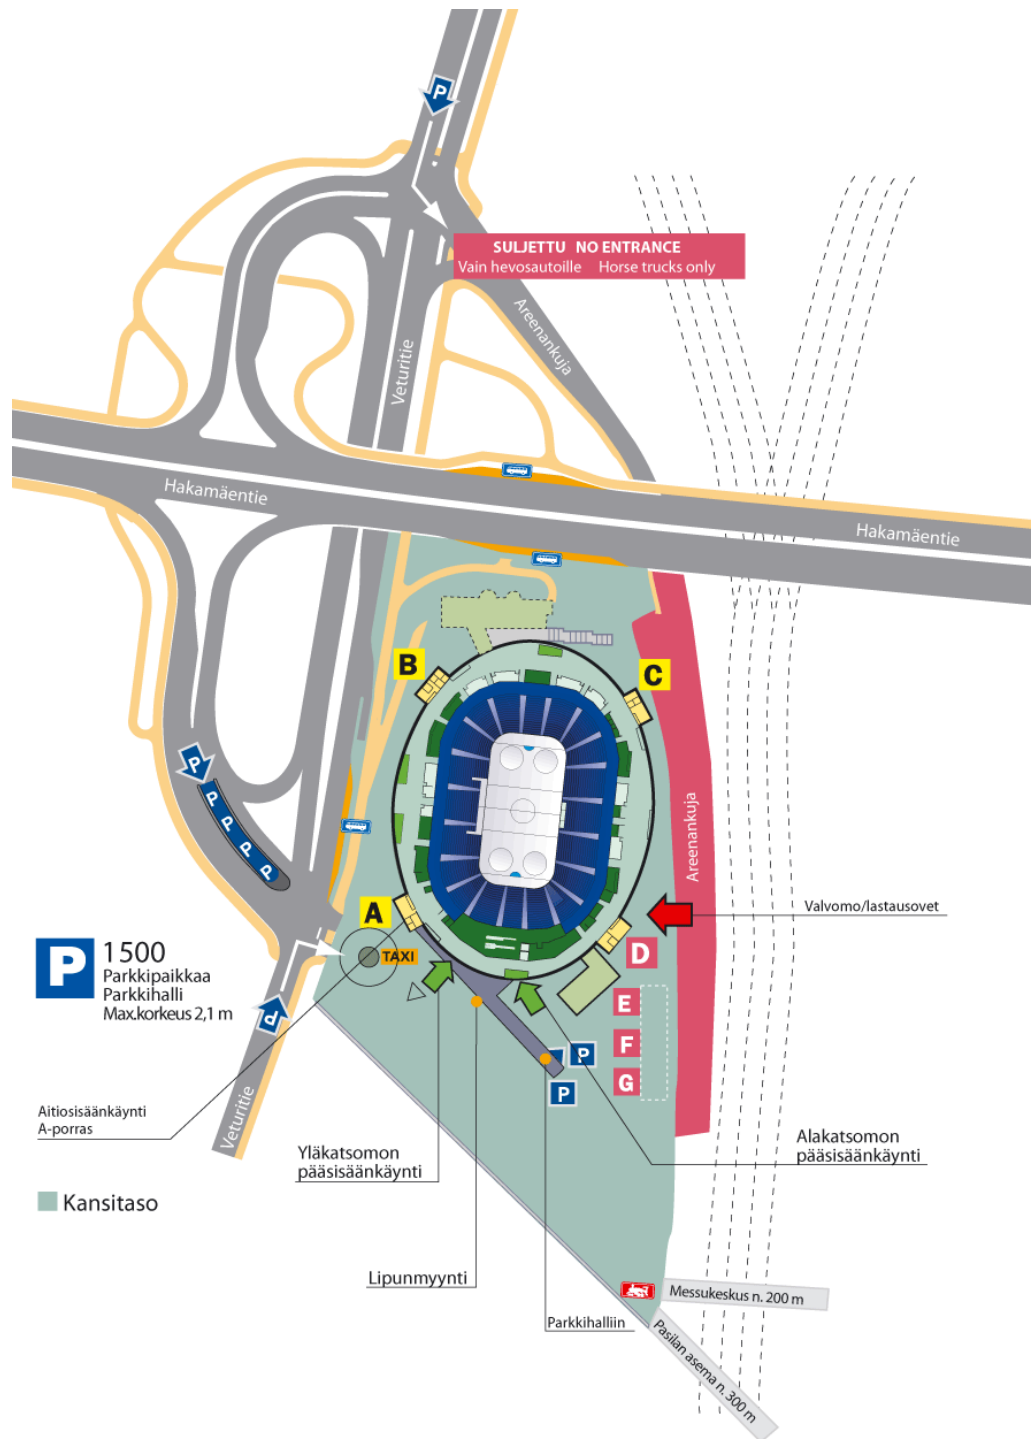 P
SULJETTU NO ENTRANCE
Vain hevosautoille Horse trucks only
Areenankuja
Veturitie
Hakamäentie
Hakamäentie
B
C
P
P
P
P
P
Areenankuja
A
Valvomo/lastausovet
TAXI
D
P
1500
Parkkipaikkaa
Parkkihalli
Max.korkeus 2,1 m
P
E
F
G
P
P
Veturitie
Aitiosisäänkäynti
A-porras
Yläkatsomon
pääsisäänkäynti
Alakatsomon
pääsisäänkäynti
Kansitaso
Lipunmyynti
Parkkihalliin
Messukeskus n. 200 m
Pasilan asema n. 300 m